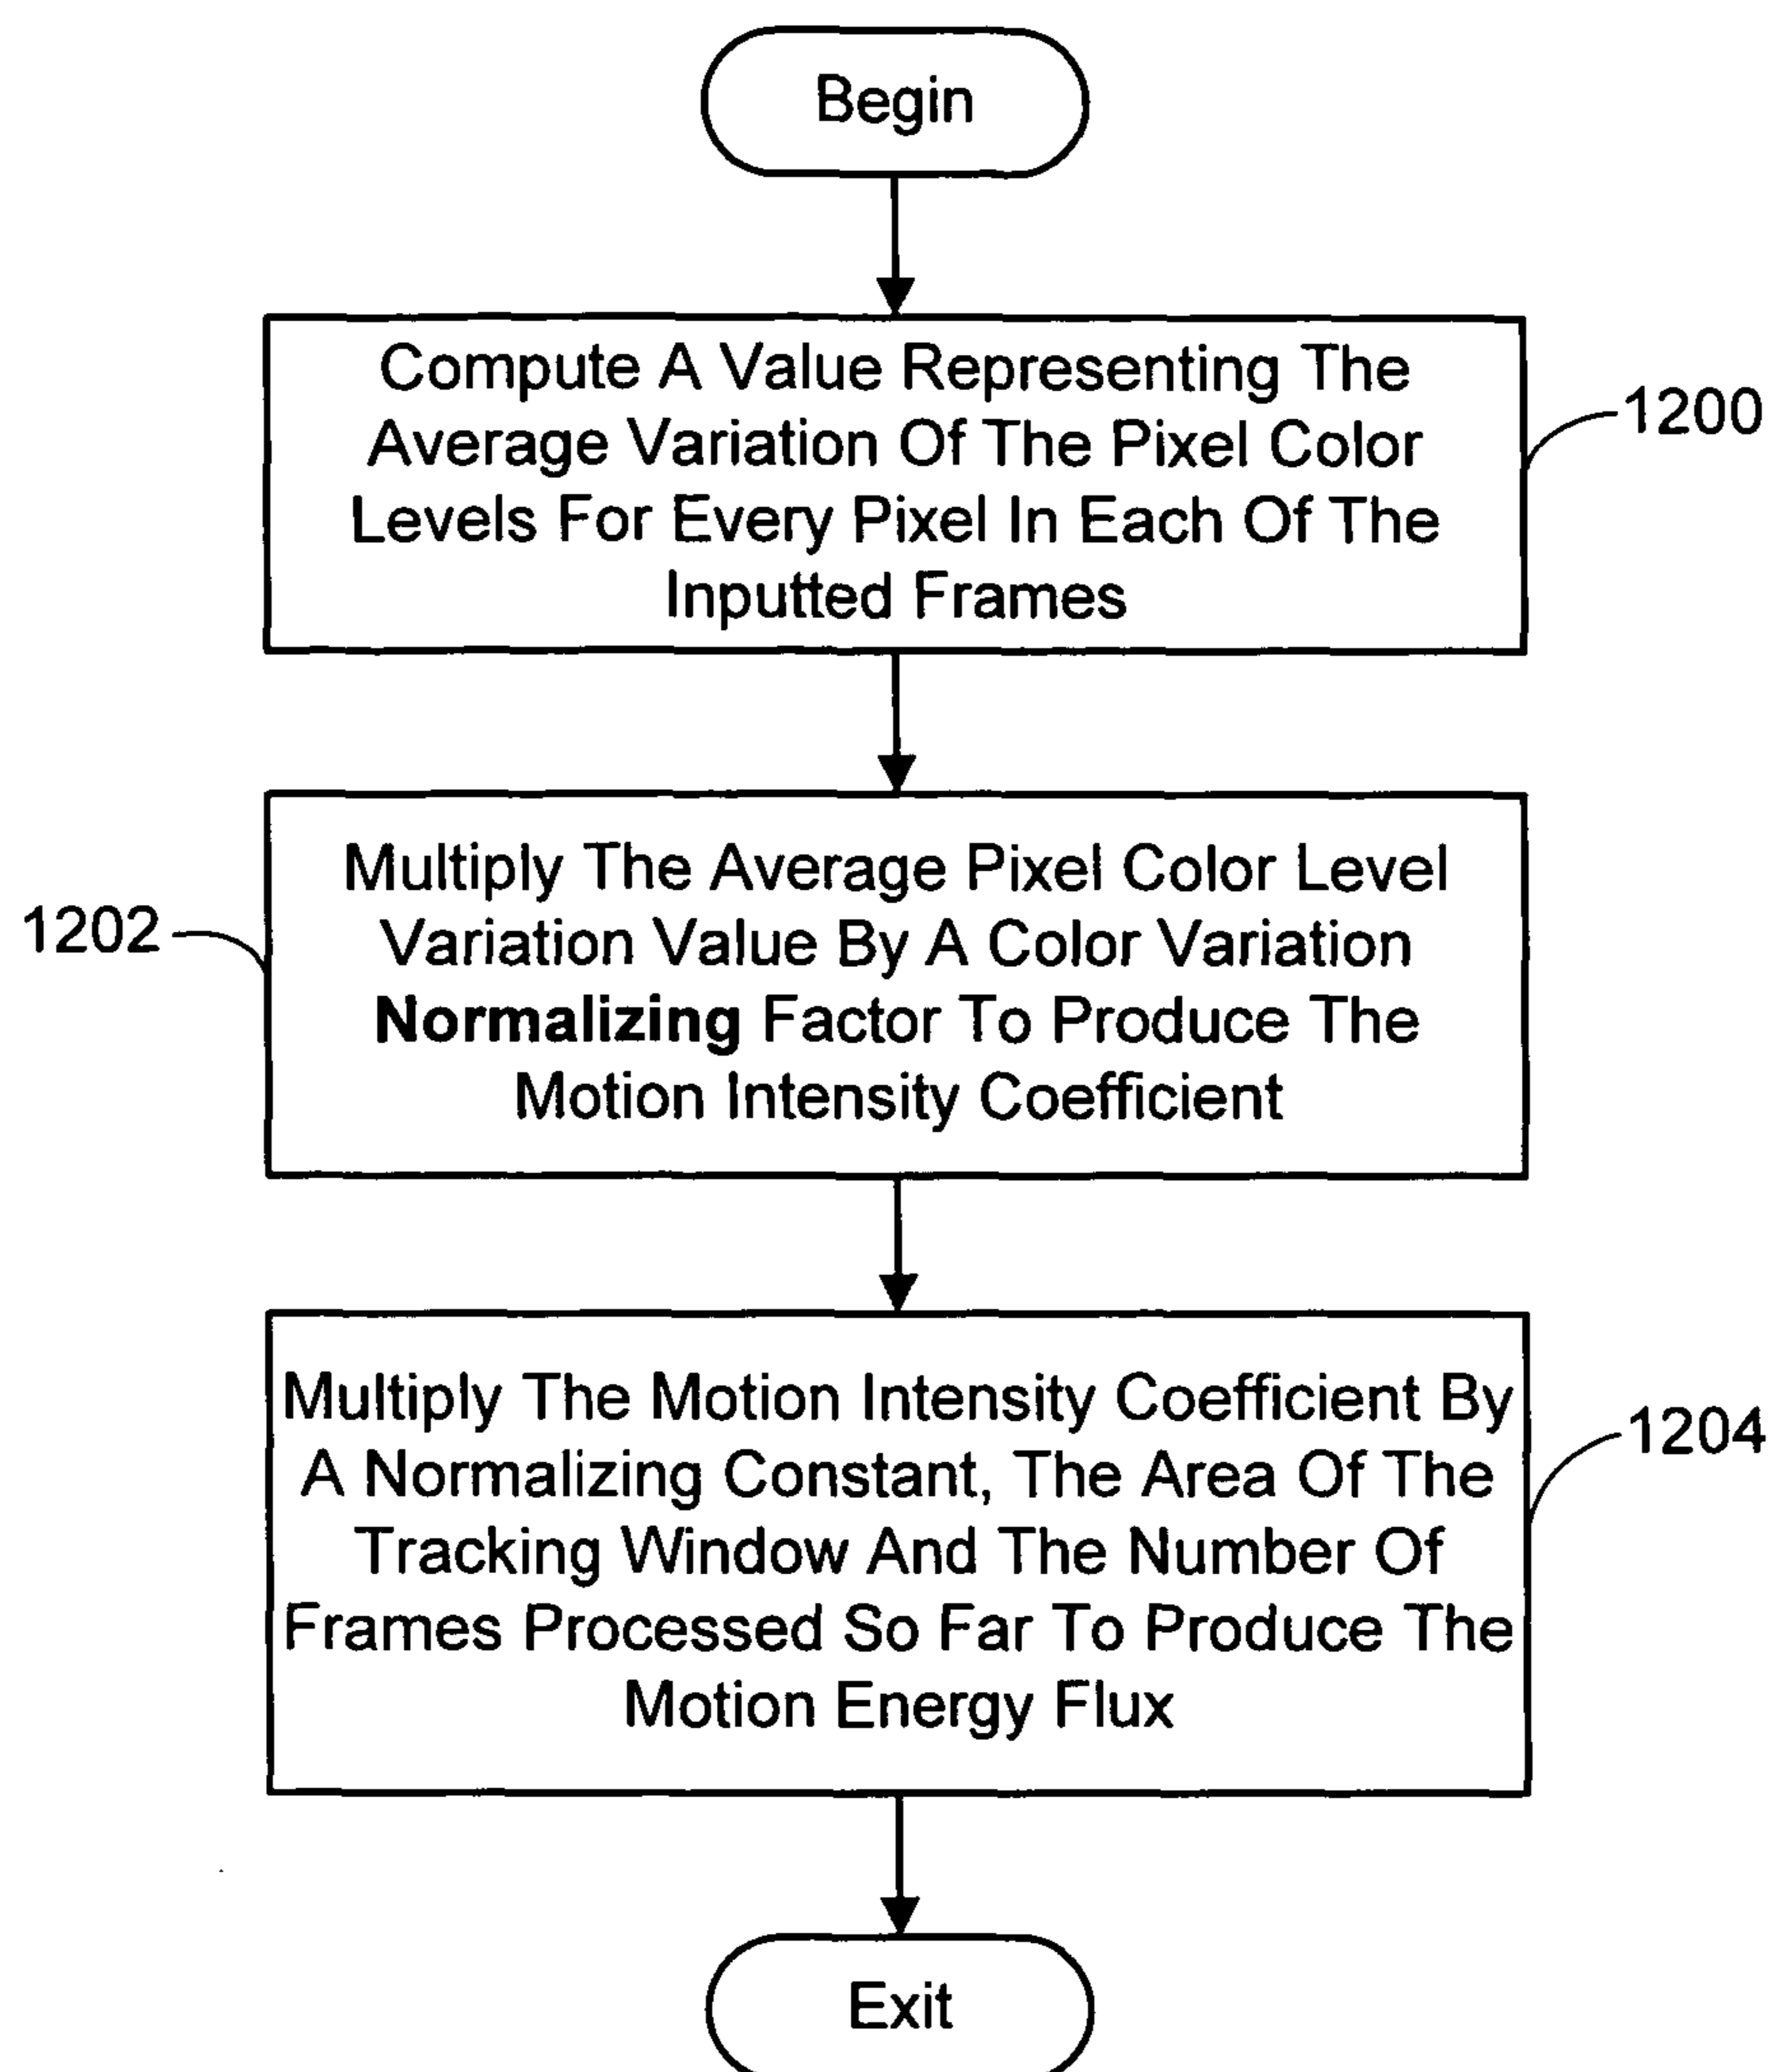 Begin
Compute A Value Representing The
Average Variation Of The Pixel Color
Levels For Every Pixel In Each Of The
Inputted Frames
1200
Multiply The Average Pixel Color Level
Variation Value By A Color Variation
Normalizing Factor To Produce The
Motion Intensity Coefficient
1202
Multiply The Motion Intensity Coefficient By
A Normalizing Constant, The Area Of The
Tracking Window And The Number Of
Frames Processed So Far To Produce The
Motion Energy Flux
1204
Exit